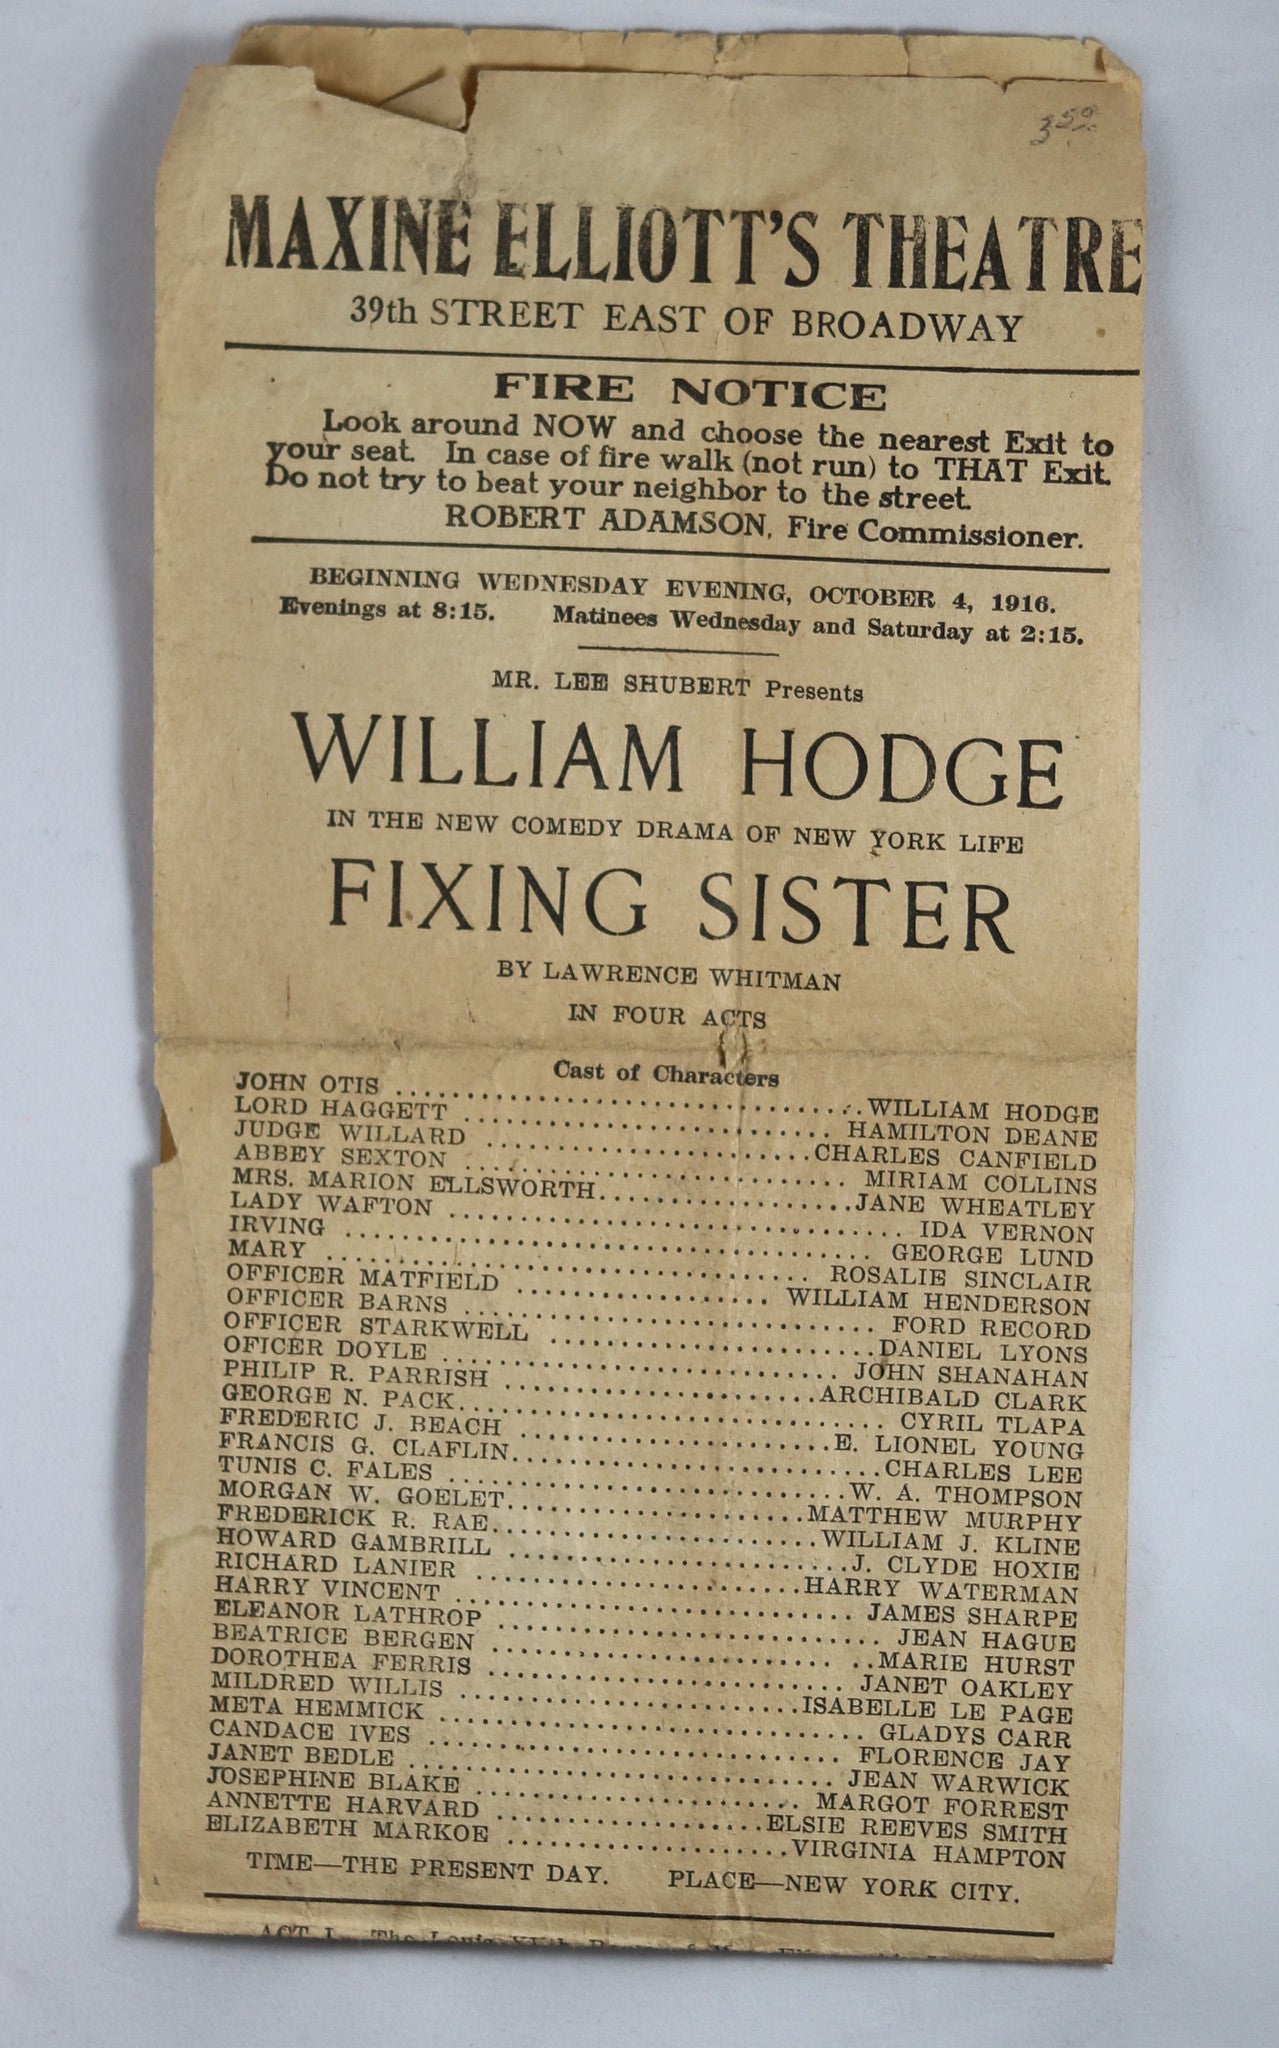 3 50
MAXINE ELLIOTT'S THEATRE
39th STREET EAST OF BROADWAY
FIRE NOTICE
Look around NOW and choose the nearest Exit to
your seat. In case of fire walk (not run) to THAT Exit.
Do not try to beat your neighbor to the street.
ROBERT ADAMSON, Fire Commissioner.
BEGINNING WEDNESDAY EVENING, OCTOBER 4, 1916.
Evenings at 8:15. Matinees Wednesday and Saturday at 2:15.
MR. LEE SHUBERT Presents
WILLIAM HODGE
IN THE NEW COMEDY DRAMA OF NEW YORK LIFE
FIXING SISTER
BY LAWRENCE WHITMAN
IN FOUR ACTS
Cast of Characters
JOHN OTIS ........ WILLIAM HODGE
LORD HAGGETT ........ HAMILTON DEANE
JUDGE WILLARD ........ CHARLES CANFIELD
ABBEY SEXTON ........ MIRIAM COLLINS
MRS. MARION ELLSWORTH ........ JANE WHEATLEY
LADY WAFTON ........ IDA VERNON
IRVING ........ GEORGE LUND
MARY ........ ROSALIE SINCLAIR
OFFICER MATFIELD ........ WILLIAM HENDERSON
OFFICER BARNS ........ FORD RECORD
OFFICER STARKWELL ........ DANIEL LYONS
OFICER DOYLE ........ JOHN SHANAHAN
PHILIP R. PARRISH ........ ARCHIBALD CLARK
GEORGE N. PACK ........ CYRIL TLAPA
FREDERIC J. BEACH ........ E. LIONEL YOUNG
FRANCIS G. CLAFLIN ........ CHARLES LEE
TUNIS C. FALES ........ W. A. THOMPSON
MORGAN W. GOELET ........ MATTHEW MURPHY
FREDERICK R. RAE ........ WILLIAM J. KLINE
HOWARD GAMBRILL ........ J. CLYDE HOXIE
RICHARD LANIER ........ HARRY WATERMAN
HARRY VINCENT ........ JAMES SHARPE
ELEANOR LATHROP ........ JEAN HAGUE
BEATRICE BERGEN ........ MARIE HURST
DOROTHEA FERRIS ........ JANET OAKLEY
MILDRED WILLIS ........ ISABELLE LE PAGE
META HEMMICK ........ GLADYS CARR
CANDACE IVES ........ FLORENCE JAY
JANET BEDLE ........ JEAN WARWICK
JOSEPHINE BLAKE ........ MARGOT FORREST
ANNETTE HARVARD ........ ELSIE REEVES SMITH
ELIZABETH MARKOE ........ VIRGINIA HAMPTON
TIME—THE PRESENT DAY. PLACE—NEW YORK CITY.
ACT I. The Louis